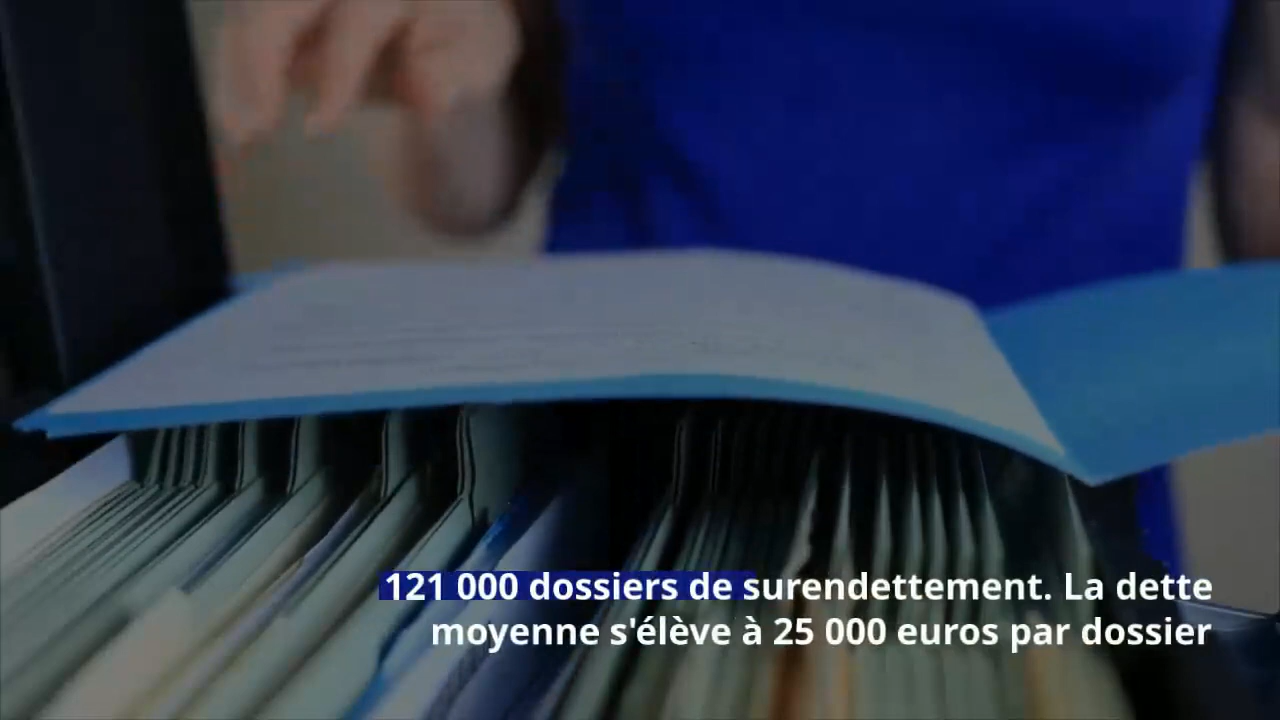 121 000 dossiers de surendettement. La dette
moyenne s'élève à 25 000 euros par dossier